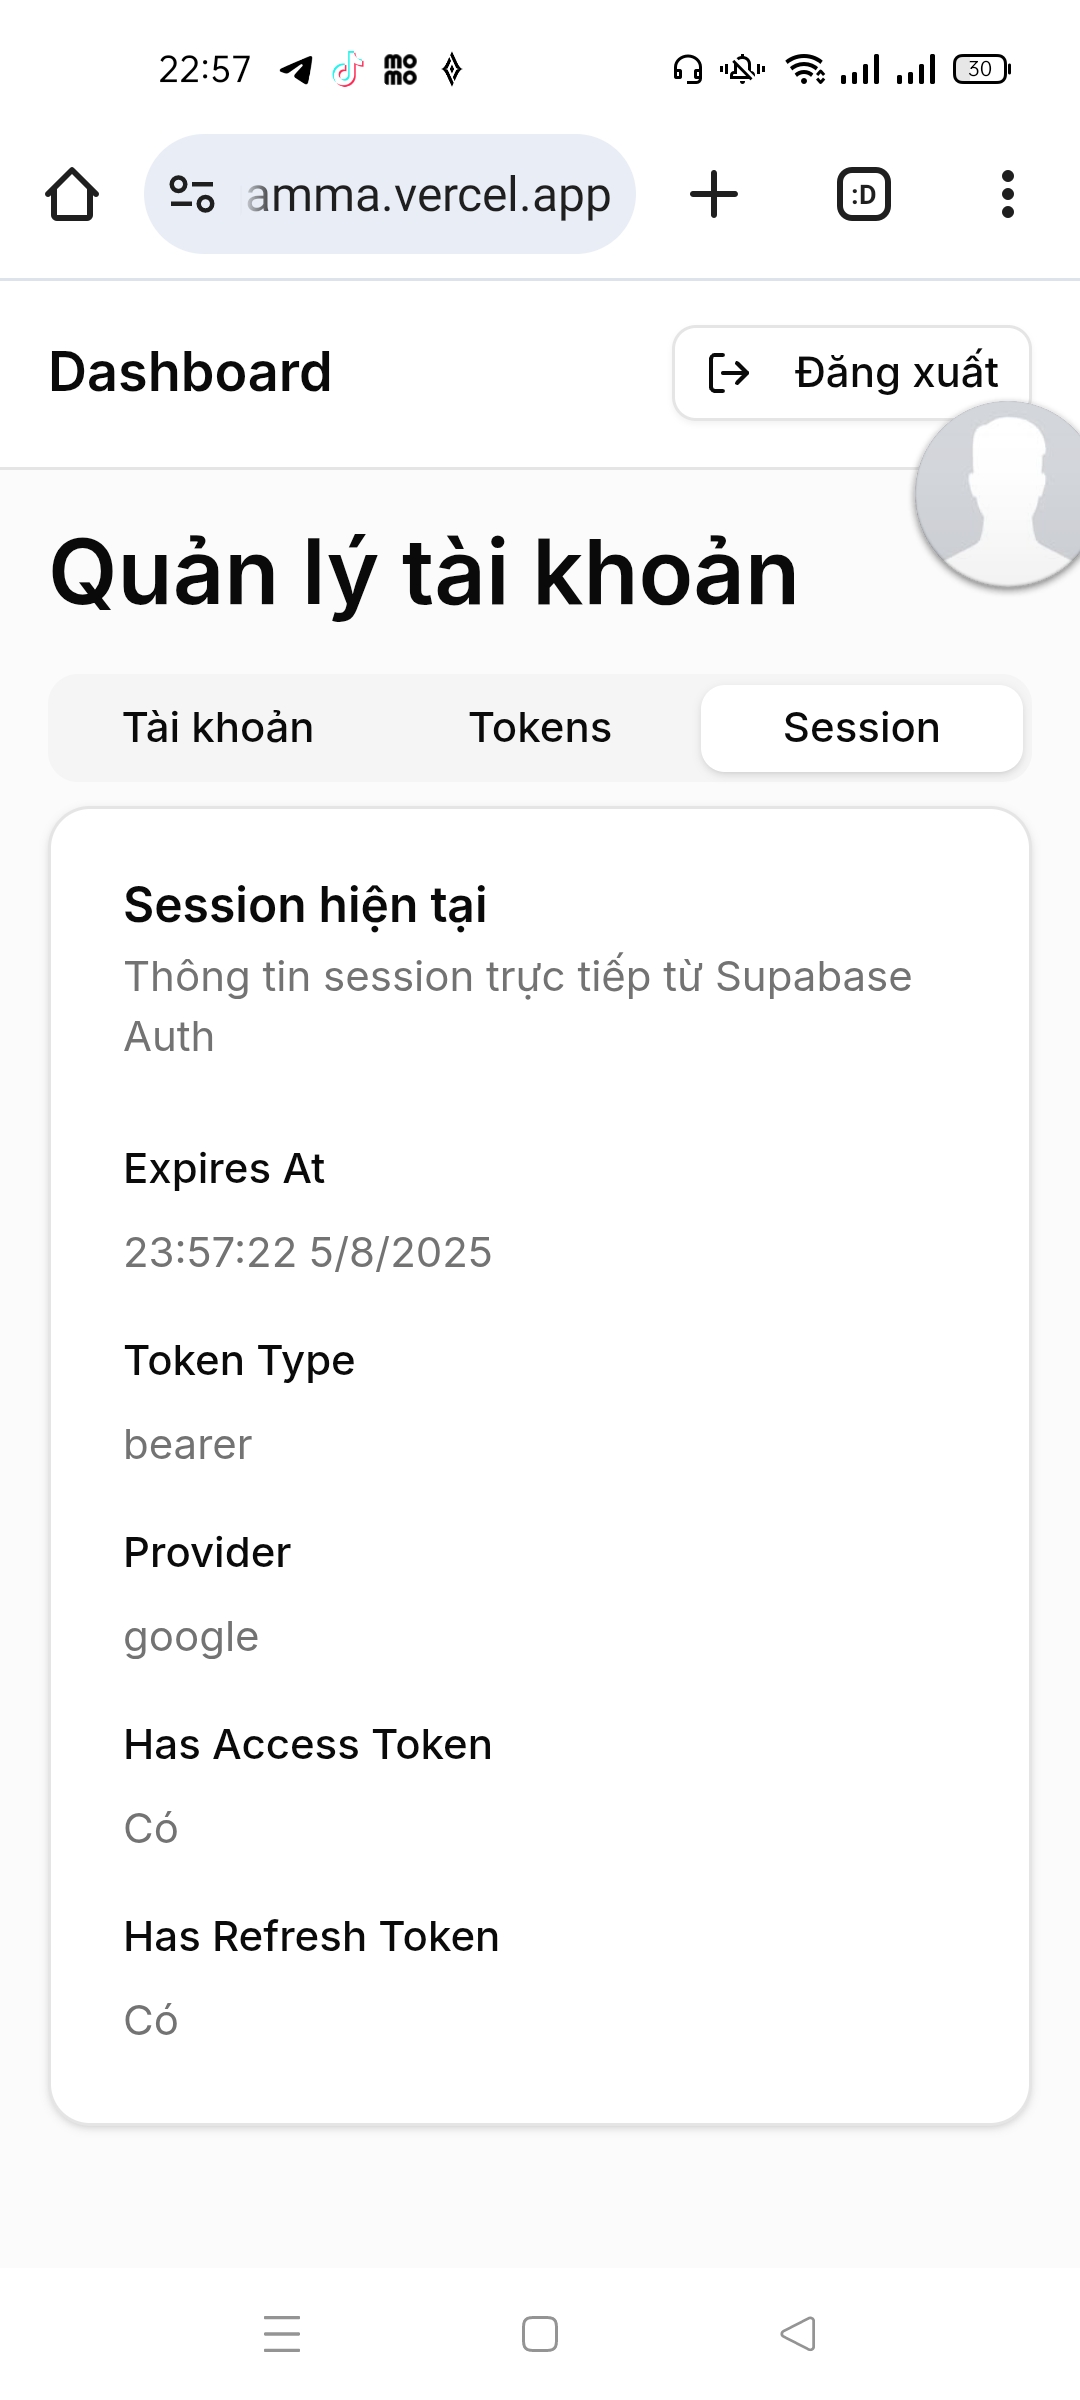 22:57
momo
30
amma.vercel.app
:D
Dashboard
Đăng xuất
Quản lý tài khoản
Tài khoản
Tokens
Session
Session hiện tại
Thông tin session trực tiếp từ Supabase
Auth
Expires At
23:57:22 5/8/2025
Token Type
bearer
Provider
google
Has Access Token
Có
Has Refresh Token
Có